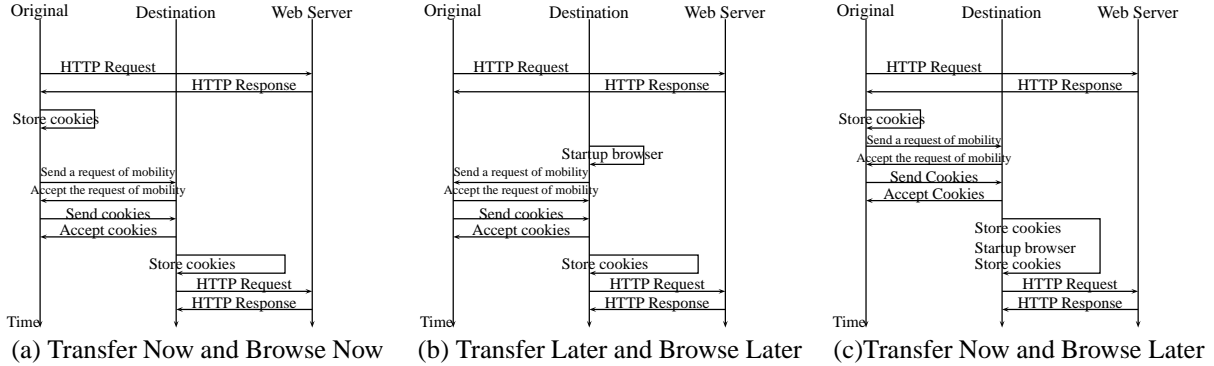 Original Destination Web Server
HTTP Request
HTTP Response
Store cookies
Send a request of mobility
Accept the request of mobility
Send cookies
Accept cookies
Store cookies
HTTP Request
HTTP Response
Time
(a) Transfer Now and Browse Now
Original Destination Web Server
HTTP Request
HTTP Response
Startup browser
Send a request of mobility
Accept the request of mobility
Send cookies
Accept cookies
Store cookies
HTTP Request
HTTP Response
Time
(b) Transfer Later and Browse Later
Original Destination Web Server
HTTP Request
HTTP Response
Store cookies
Send a request of mobility
Accept the request of mobility
Send Cookies
Accept Cookies
Store cookies
Startup browser
Store cookies
HTTP Request
HTTP Response
Time
(c)Transfer Now and Browse Later